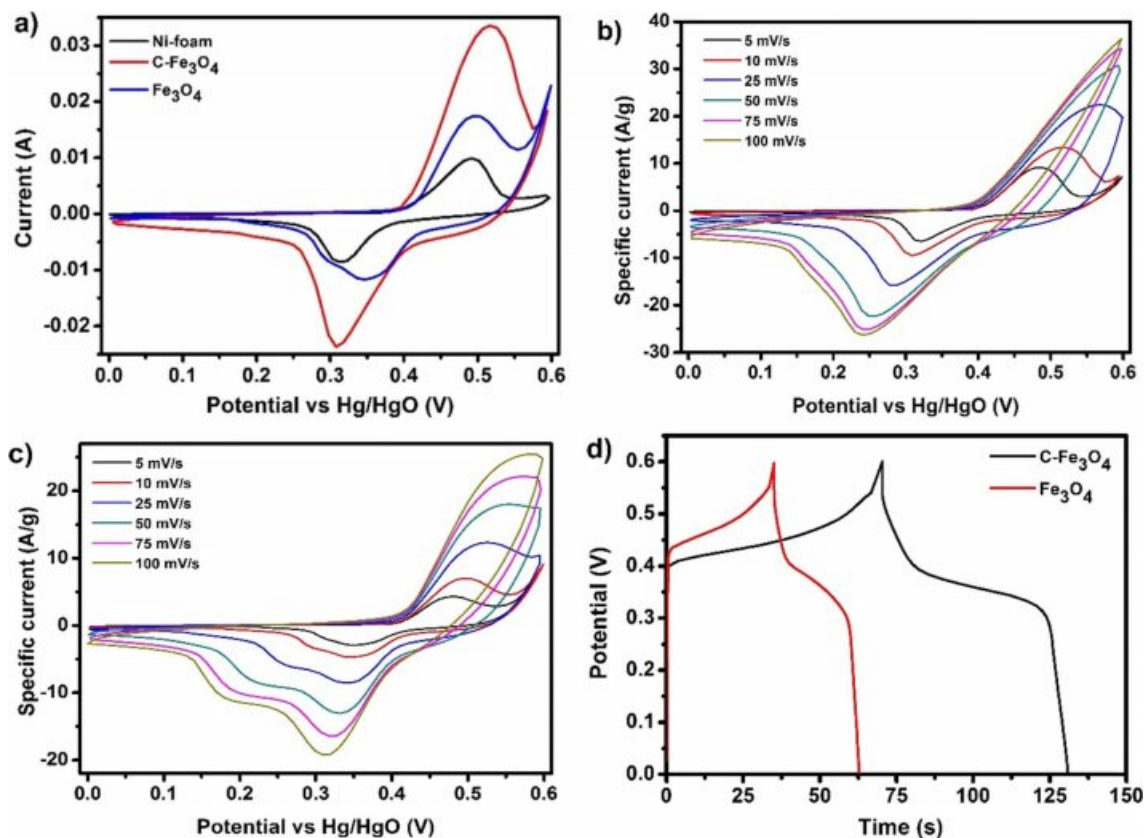 a)
Ni-foam
C-Fe₃O₄
Fe₃O₄
0.03
0.02
0.01
0.00
-0.01
-0.02
Current (A)
0.0 0.1 0.2 0.3 0.4 0.5 0.6
Potential vs Hg/HgO (V)
b)
5 mV/s
10 mV/s
25 mV/s
50 mV/s
75 mV/s
100 mV/s
40
30
20
10
0
-10
-20
-30
Specific current (A/g)
0.0 0.1 0.2 0.3 0.4 0.5 0.6
Potential vs Hg/HgO (V)
c)
5 mV/s
10 mV/s
25 mV/s
50 mV/s
75 mV/s
100 mV/s
20
10
0
-10
-20
Specific current (A/g)
0.0 0.1 0.2 0.3 0.4 0.5 0.6
Potential vs Hg/HgO (V)
d)
C-Fe₃O₄
Fe₃O₄
0.6
0.5
0.4
0.3
0.2
0.1
0.0
Potential (V)
0 25 50 75 100 125 150
Time (s)